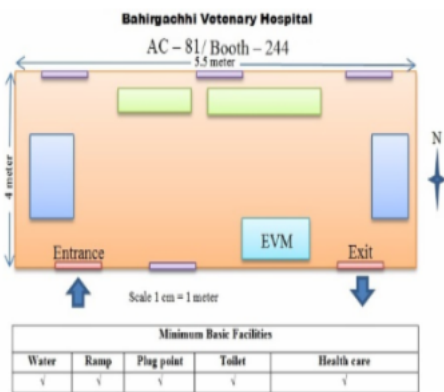 Bahirgachhi Vetenary Hospital
AC – 81/ Booth – 244
5.5 meter
4 meter
N
EVM
Entrance
Exit
Scale 1 cm = 1 meter
Minimum Basic Facilities
Water Ramp Plug point Toilet Health care
√ √ √ √ √